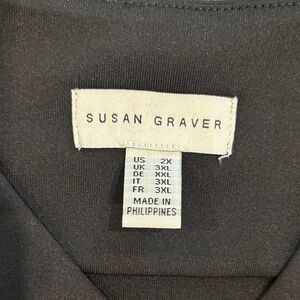 SUSAN GRAVER
US 2X
UK 3XL
DE XXL
IT 3XL
FR 3XL
MADE IN
PHILIPPINES